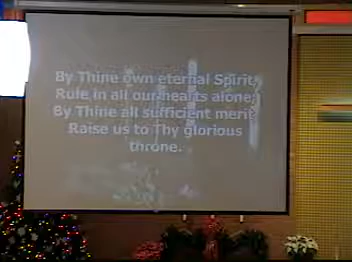 By Thine own eternal Spirit,
Rule in all our hearts alone;
By Thine all sufficient merit
Raise us to Thy glorious
throne.